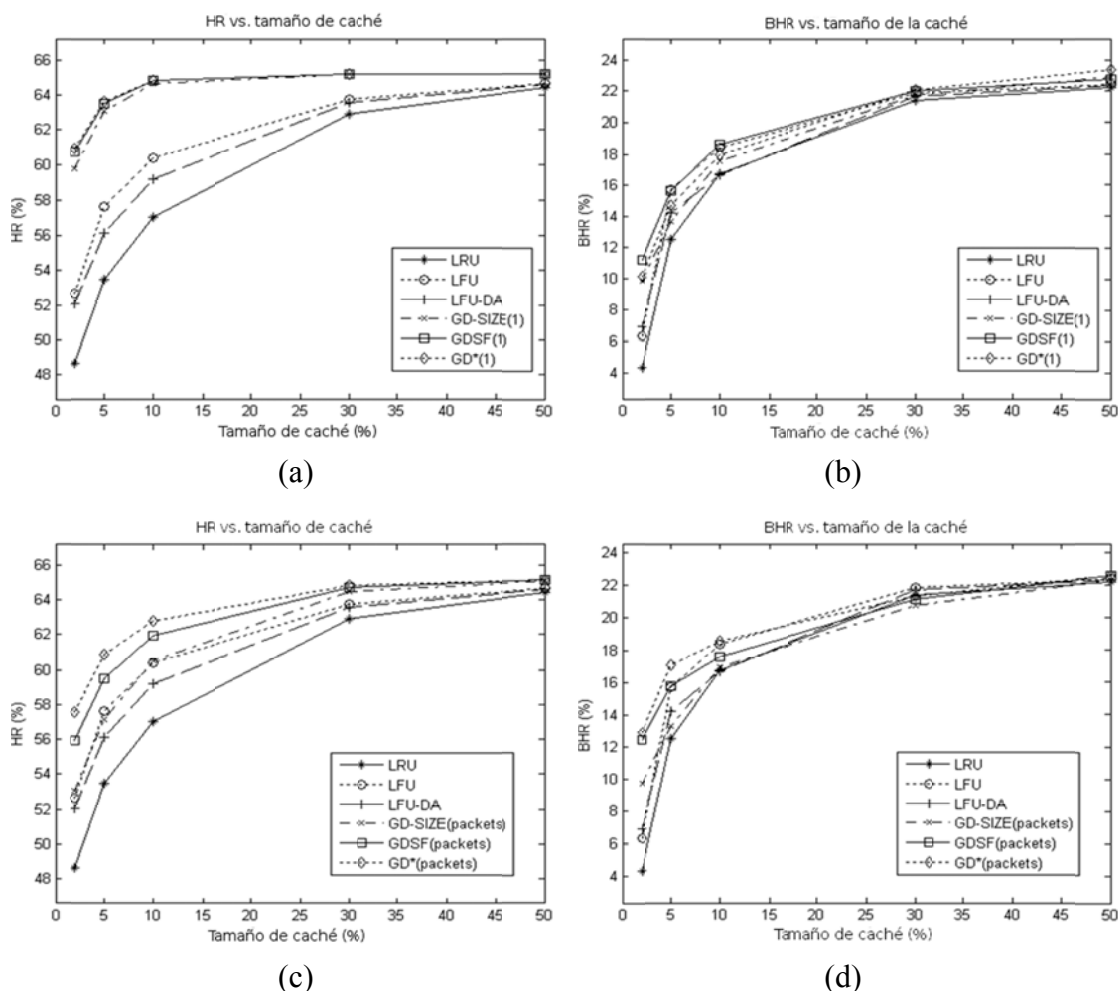 HR vs. tamaño de caché
HR (%)
66
64
62
60
58
56
54
52
50
48
0 5 10 15 20 25 30 35 40 45 50
Tamaño de caché (%)
LRU
LFU
LFU-DA
GD-SIZE(1)
GDSF(1)
GD*(1)
(a)
BHR vs. tamaño de la caché
BHR (%)
24
22
20
18
16
14
12
10
8
6
4
0 5 10 15 20 25 30 35 40 45 50
Tamaño de caché (%)
LRU
LFU
LFU-DA
GD-SIZE(1)
GDSF(1)
GD*(1)
(b)
HR vs. tamaño de caché
HR (%)
66
64
62
60
58
56
54
52
50
48
0 5 10 15 20 25 30 35 40 45 50
Tamaño de caché (%)
LRU
LFU
LFU-DA
GD-SIZE(packets)
GDSF(packets)
GD*(packets)
(c)
BHR vs. tamaño de la caché
BHR (%)
24
22
20
18
16
14
12
10
8
6
4
0 5 10 15 20 25 30 35 40 45 50
Tamaño de caché (%)
LRU
LFU
LFU-DA
GD-SIZE(packets)
GDSF(packets)
GD*(packets)
(d)